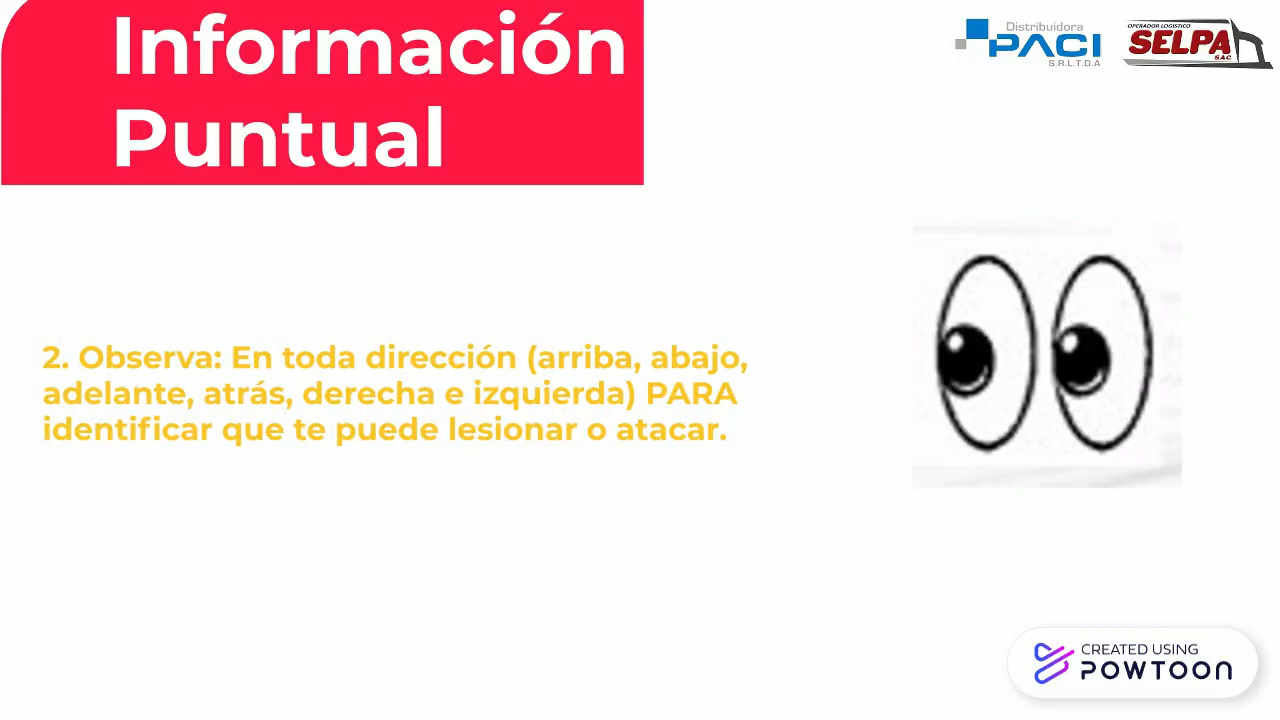 Información
Puntual
Distribuidora
PACI
S.R.L.T.D.A
OPERADOR LOGISTICO
SELPA
S.A.C
2. Observa: En toda dirección (arriba, abajo,
adelante, atrás, derecha e izquierda) PARA
identificar que te puede lesionar o atacar.
CREATED USING
POWTOON